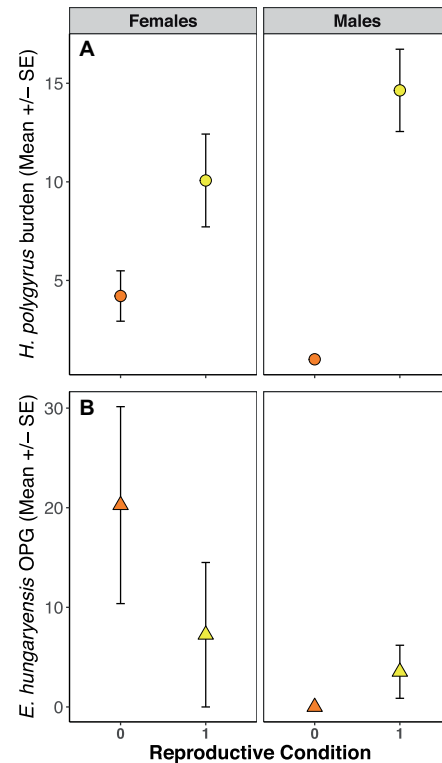 Females Males
A
H. polygyrus burden (Mean +/− SE)
15
10
5
B
E. hungaryensis OPG (Mean +/− SE)
30
20
10
0
0 1 0 1
Reproductive Condition